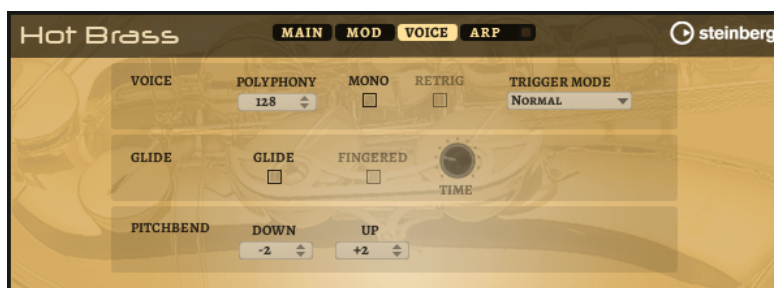 Hot Brass MAIN MOD VOICE ARP steinberg
VOICE POLYPHONY MONO RETRIG TRIGGER MODE
128 NORMAL
GLIDE GLIDE FINGERED
TIME
PITCHBEND DOWN UP
-2 +2